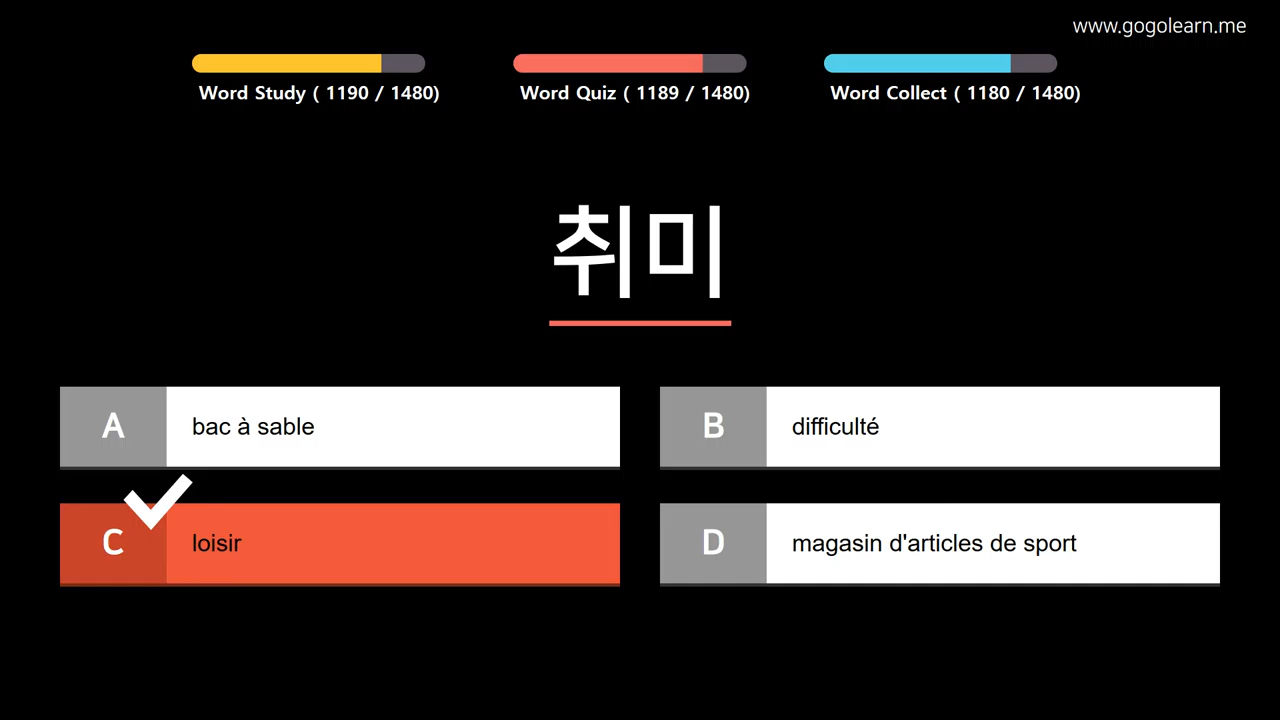 www.gogolearn.me
Word Study ( 1190 / 1480)
Word Quiz ( 1189 / 1480)
Word Collect ( 1180 / 1480)
취미
A bac à sable
B difficulté
C loisir
D magasin d'articles de sport